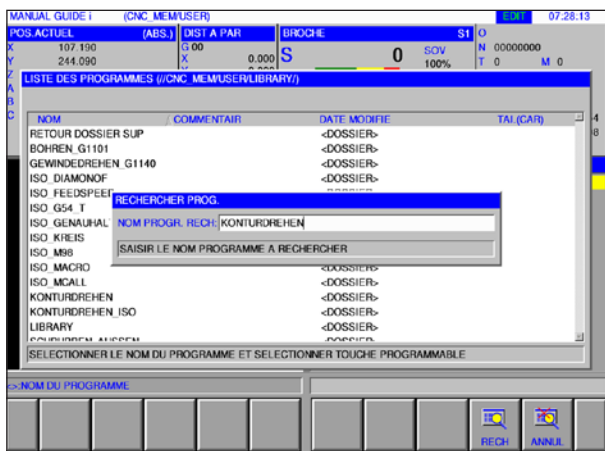 MANUAL GUIDE i (CNC_MEM/USER) EDIT 07:28:13
POS.ACTUEL (ABS.) DIST A PAR BROCHE S1 O
X 107.190 G 00 S 0 SOV N 00000000
Y 244.090 X 0.000 100% T 0 M 0
Z
A LISTE DES PROGRAMMES (//CNC_MEM/USER/LIBRARY/)
B
C
NOM / COMMENTAIR DATE MODIFIE TAL(CAR)
RETOUR DOSSIER SUP <DOSSIER>
BOHREN_G1101 <DOSSIER>
GEWINDEDREHEN_G1140 <DOSSIER>
ISO_DIAMONOF <DOSSIER>
ISO_FEEDSPEED
RECHERCHER PROG.
ISO_G54_T
ISO_GENAUHAL
NOM PROGR. RECH: KONTURDREHEN
ISO_KREIS
ISO_M96
SAISIR LE NOM PROGRAMME A RECHERCHER
ISO_MACRO <DOSSIER>
ISO_MCALL <DOSSIER>
KONTURDREHEN <DOSSIER>
KONTURDREHEN_ISO <DOSSIER>
LIBRARY <DOSSIER>
SELECTIONNER LE NOM DU PROGRAMME ET SELECTIONNER TOUCHE PROGRAMMABLE
<>:NOM DU PROGRAMME
RECH ANNUL